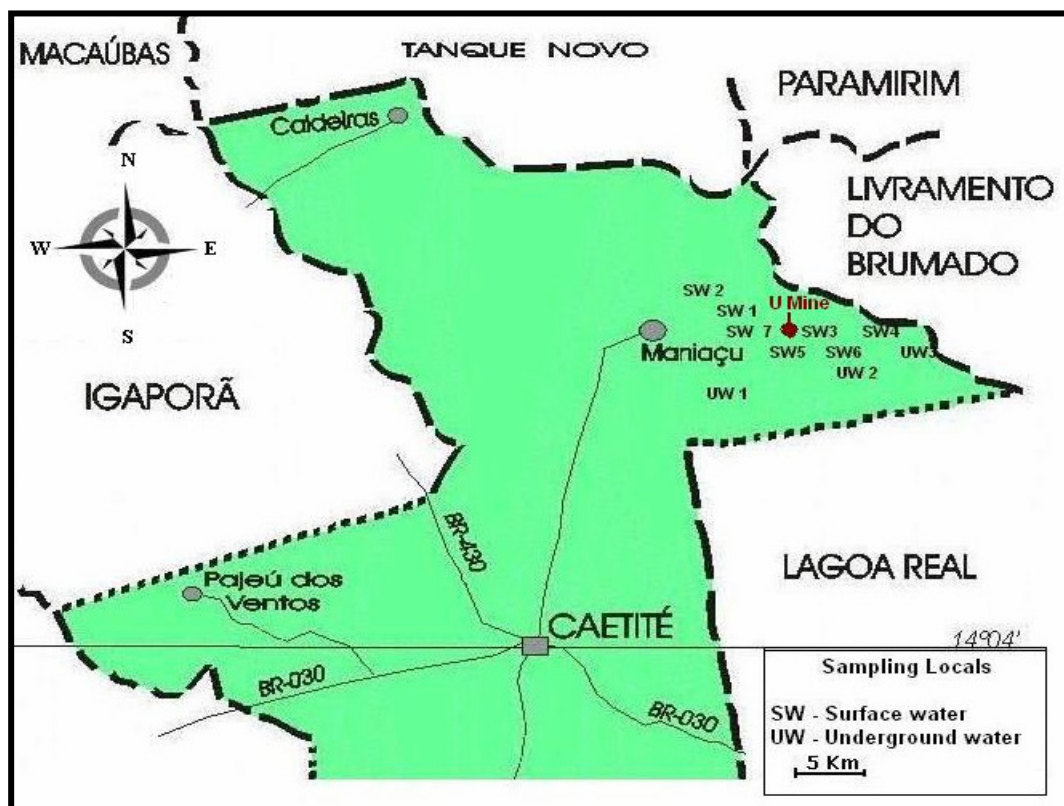 MACAÚBAS
TANQUE NOVO
PARAMIRIM
Caldeiras
N
W
E
S
LIVRAMENTO
DO
BRUMADO
SW 2
U Mine
SW 1
SW 7
SW3
SW4
Maniaçu
SW5
SW6
UW3
UW 2
UW 1
IGAPORÃ
BR-430
LAGOA REAL
Pajeú dos
Ventos
CAETITÉ
14º04'
BR-030
BR-030
Sampling Locals
SW - Surface water
UW - Underground water
5 Km